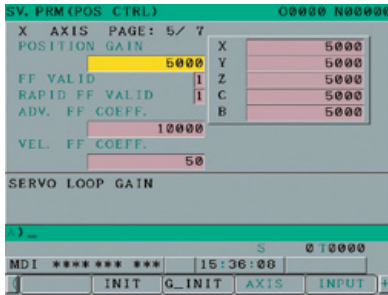 SV. PRM(POS CTRL) O0020 N00020
X AXIS PAGE: 5/ 7
POSITION GAIN
5000
FF VALID 1
RAPID FF VALID 1
ADV. FF COEFF.
10000
VEL. FF COEFF.
50
X 5000
Y 5000
Z 5000
C 5000
B 5000
SERVO LOOP GAIN
)_
S 0 T0000
MDI **** *** *** 15:36:08
INIT G_INIT AXIS INPUT +